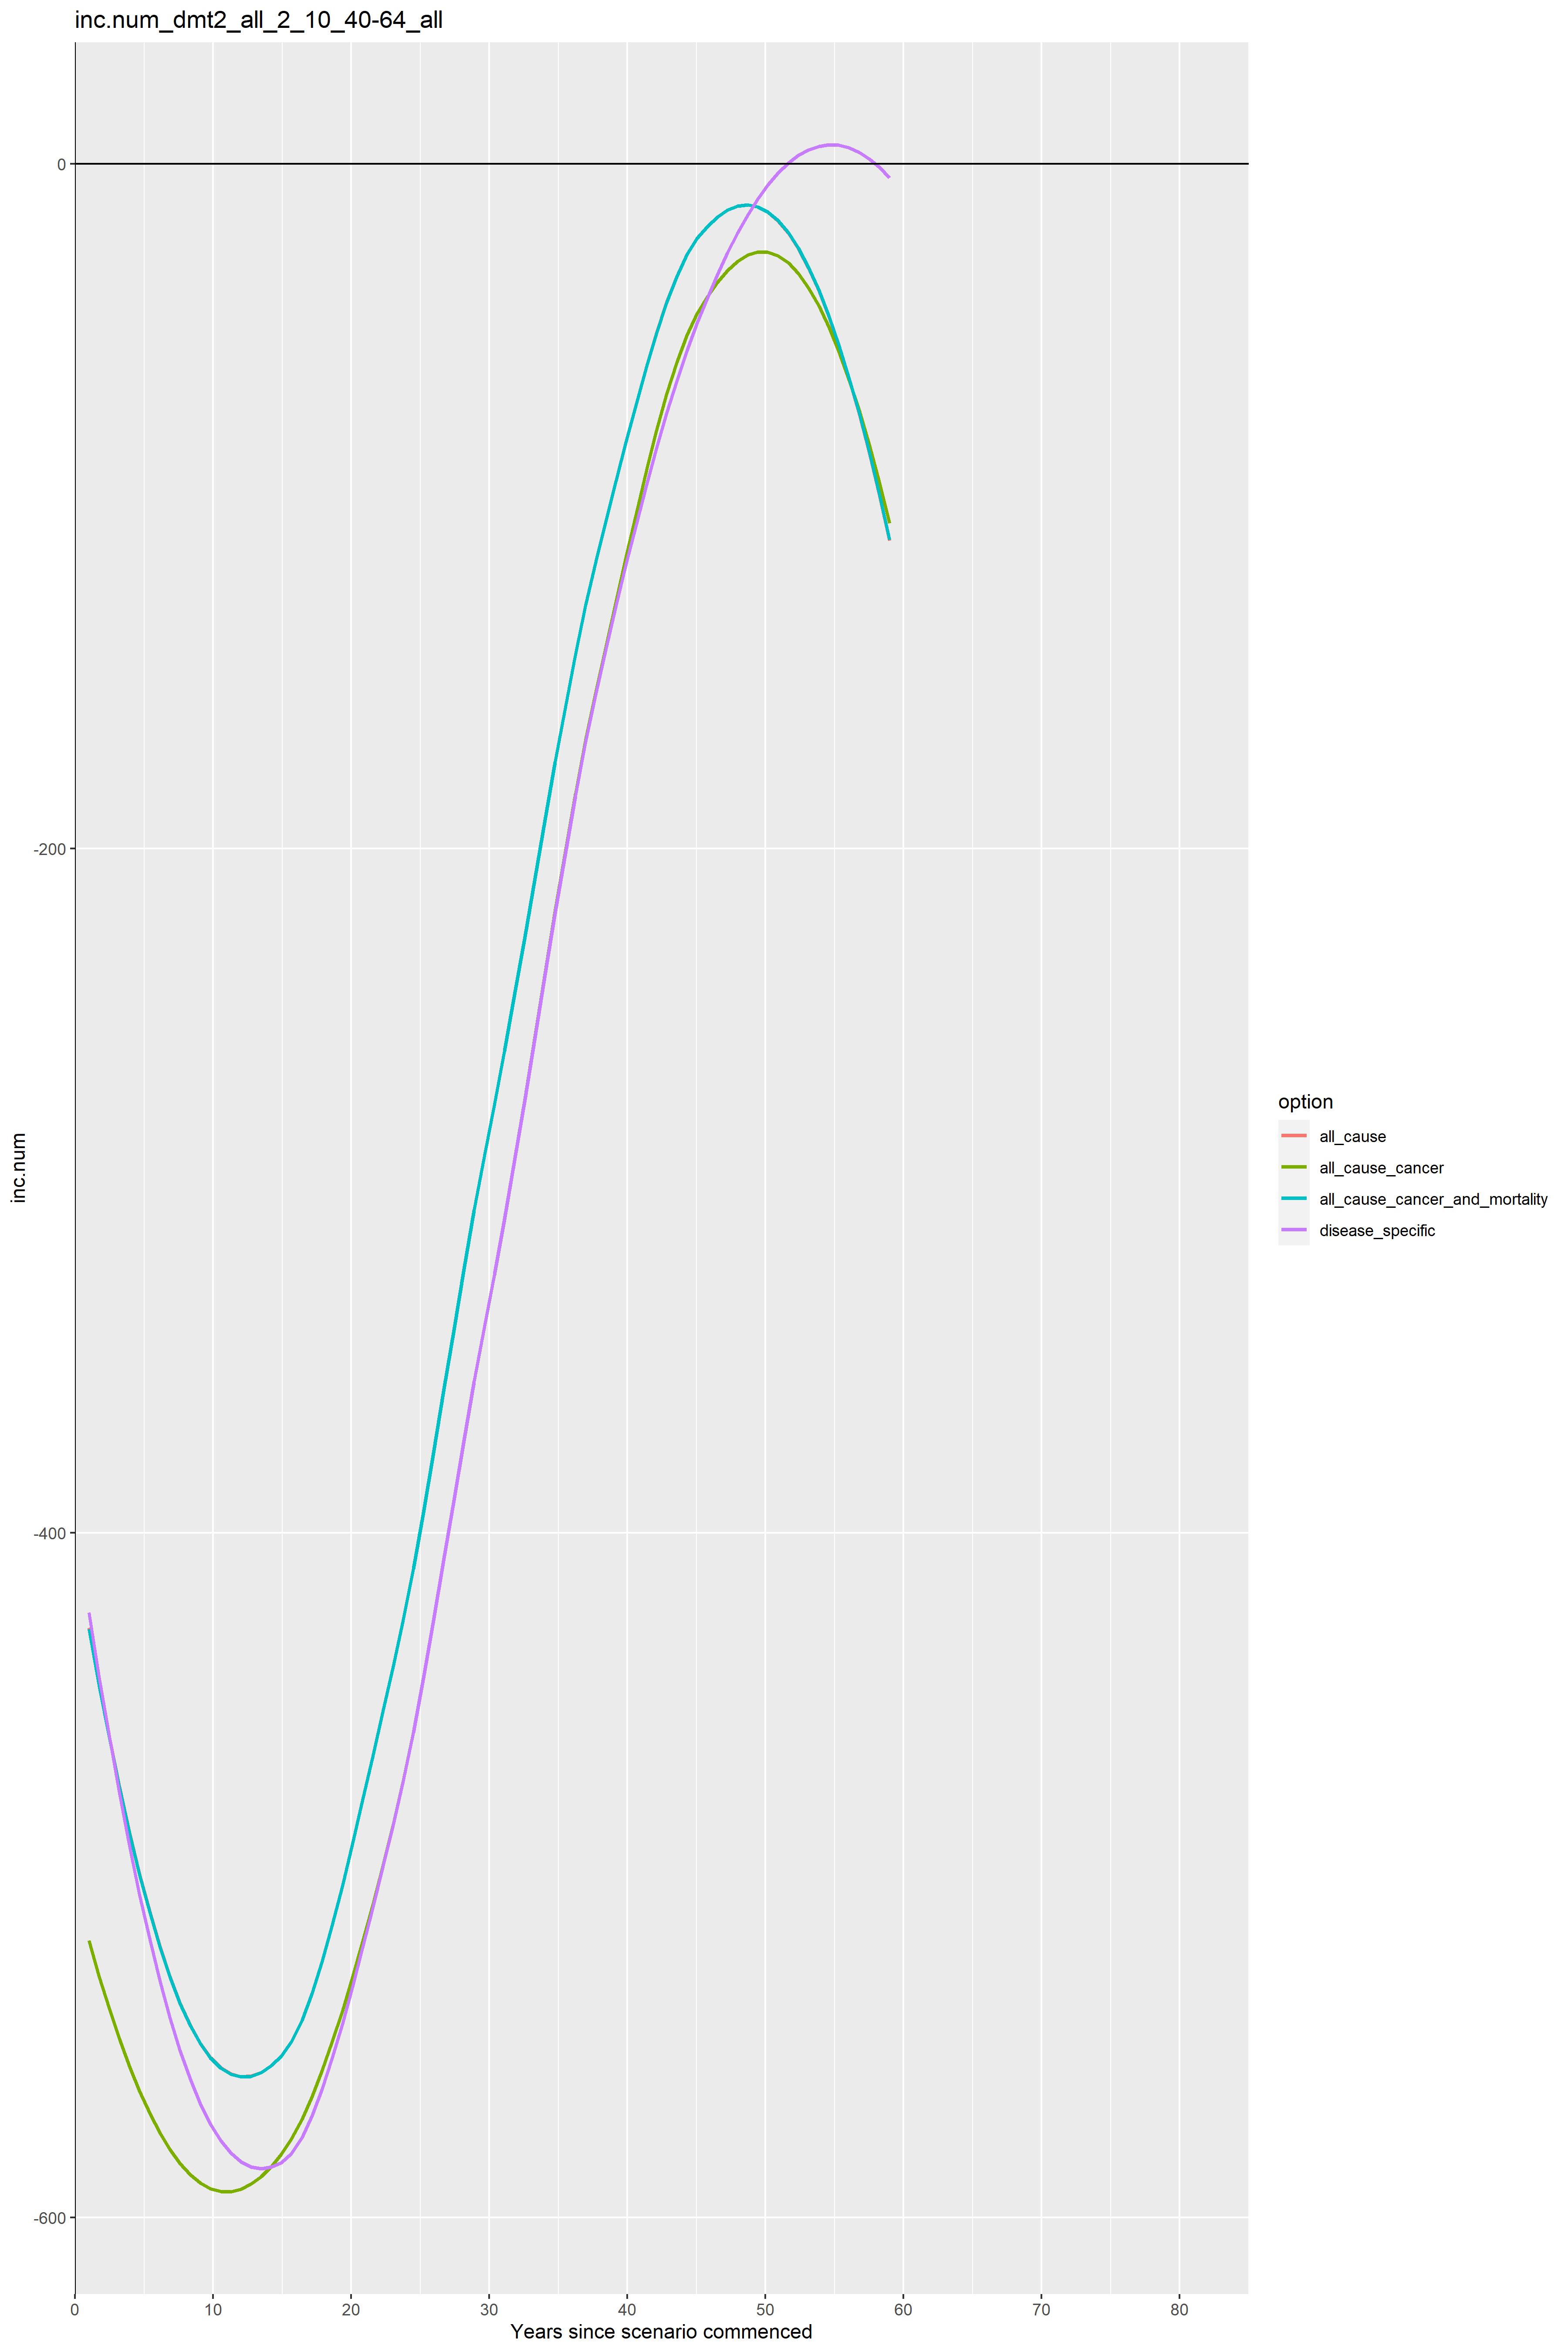 inc.num_dmt2_all_2_10_40-64_all
0
-200
-400
-600
inc.num
0 10 20 30 40 50 60 70 80
Years since scenario commenced
option
all_cause
all_cause_cancer
all_cause_cancer_and_mortality
disease_specific